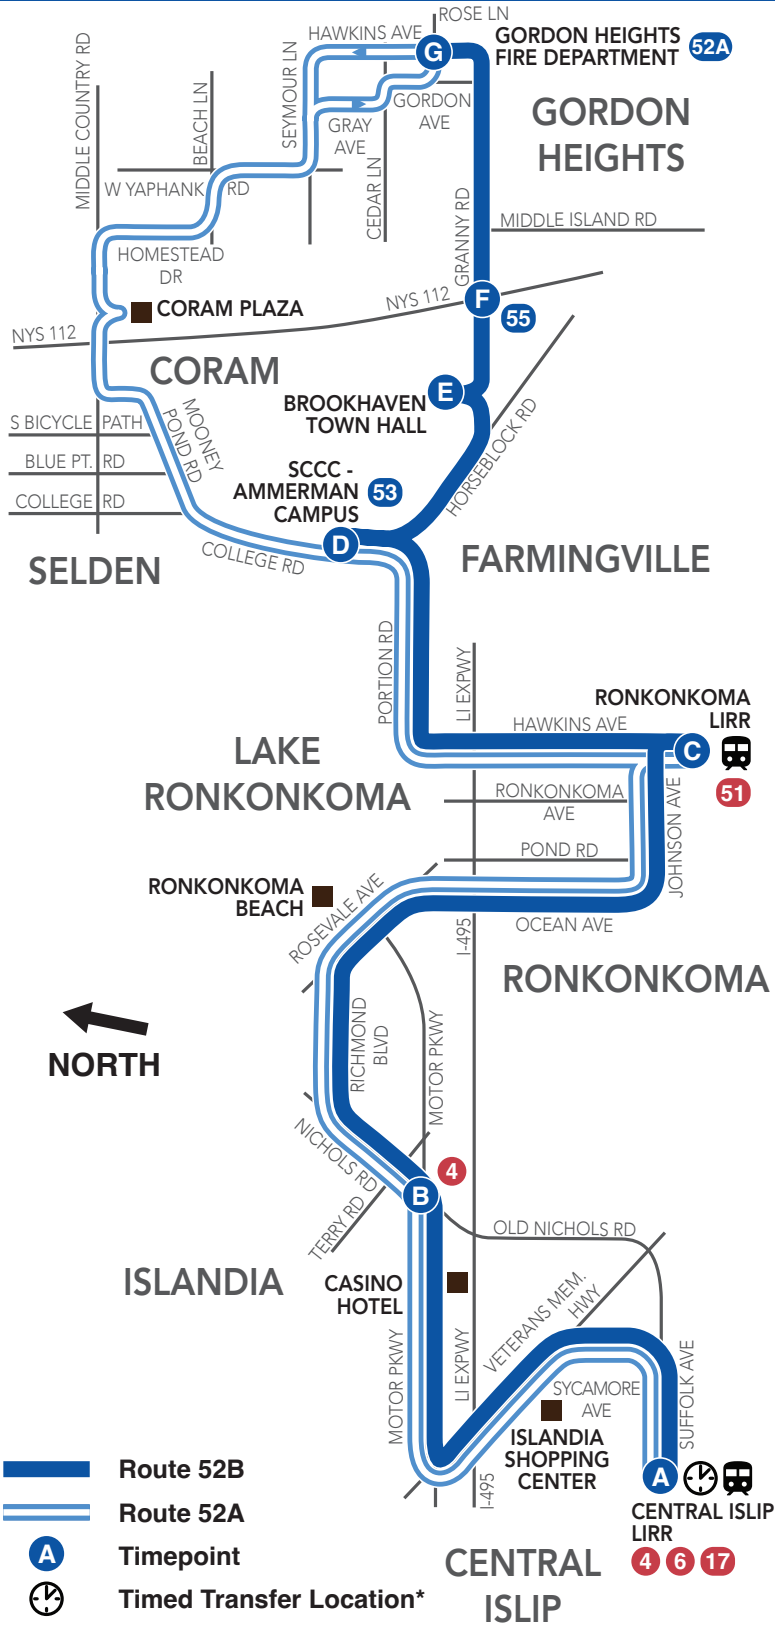 ROSE LN
HAWKINS AVE
G
GORDON HEIGHTS
FIRE DEPARTMENT
52A
MIDDLE COUNTRY RD
BEACH LN
SEYMOUR LN
GORDON
AVE
GRAY
AVE
GORDON
HEIGHTS
CEDAR LN
W YAPHANK RD
GRANNY RD
MIDDLE ISLAND RD
HOMESTEAD
DR
CORAM PLAZA
NYS 112
F
55
NYS 112
CORAM
E
BROOKHAVEN
TOWN HALL
MOONEY
POND RD
S BICYCLE PATH
BLUE PT. RD
COLLEGE RD
HORSEBLOCK RD
SCCC -
AMMERMAN
CAMPUS
53
D
COLLEGE RD
SELDEN
FARMINGVILLE
PORTION RD
LI EXPWY
RONKONKOMA
LIRR
HAWKINS AVE
C
51
LAKE
RONKONKOMA
RONKONKOMA
AVE
JOHNSON AVE
POND RD
RONKONKOMA
BEACH
ROSEVALE AVE
OCEAN AVE
I-495
RONKONKOMA
NORTH
RICHMOND
BLVD
MOTOR PKWY
NICHOLS RD
4
B
TERRY RD
OLD NICHOLS RD
ISLANDIA
CASINO
HOTEL
VETERANS MEM.
HWY
MOTOR PKWY
LI EXPWY
SUFFOLK AVE
SYCAMORE
AVE
ISLANDIA
SHOPPING
CENTER
I-495
A
CENTRAL ISLIP
LIRR
4 6 17
CENTRAL
ISLIP
Route 52B
Route 52A
A Timepoint
Timed Transfer Location*